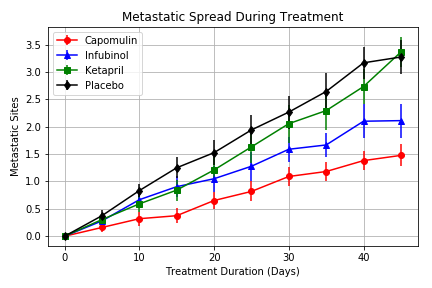 Metastatic Spread During Treatment
Capomulin
Infubinol
Ketapril
Placebo
Metastatic Sites
3.5
3.0
2.5
2.0
1.5
1.0
0.5
0.0
0 10 20 30 40
Treatment Duration (Days)